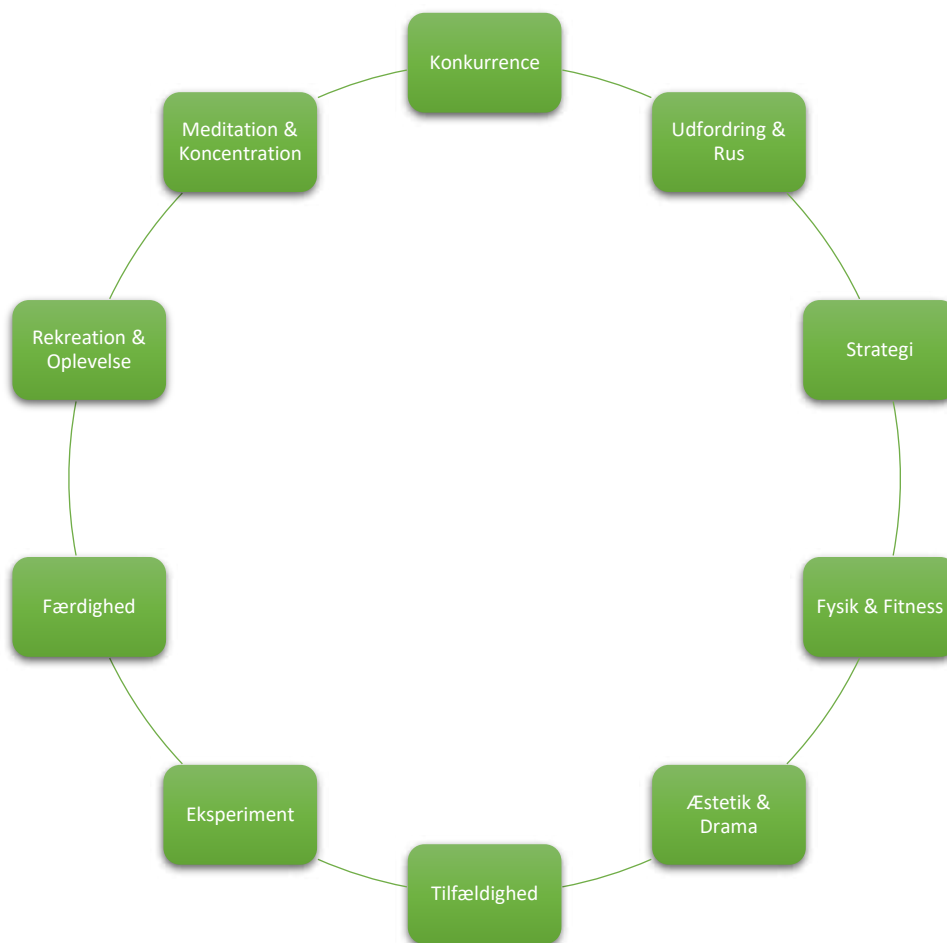 Konkurrence
Udfordring &
Rus
Strategi
Fysik & Fitness
Æstetik &
Drama
Tilfældighed
Eksperiment
Færdighed
Rekreation &
Oplevelse
Meditation &
Koncentration